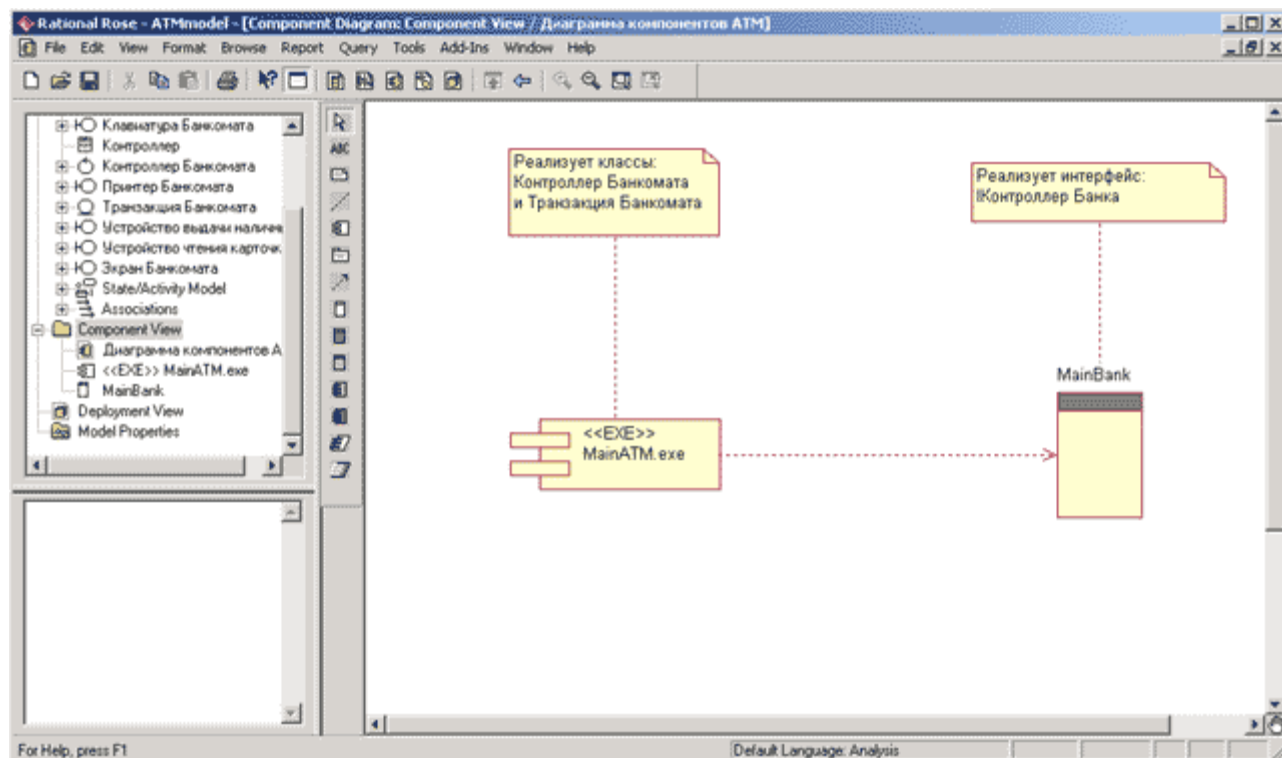 Rational Rose - ATMmodel - [Component Diagram: Component View / Диаграмма компонентов ATM]
File Edit View Format Browse Report Query Tools Add-Ins Window Help
ABC
Клавиатура Банкомата
Контроллер
Контроллер Банкомата
Принтер Банкомата
Транзакция Банкомата
Устройство выдачи наличн
Устройство чтения карточк
Экран Банкомата
State/Activity Model
Associations
Component View
Диаграмма компонентов А
<<EXE>> MainATM.exe
MainBank
Deployment View
Model Properties
Реализует классы:
Контроллер Банкомата
и Транзакция Банкомата
Реализует интерфейс:
IКонтроллер Банка
<<EXE>>
MainATM.exe
MainBank
For Help, press F1
Default Language: Analysis